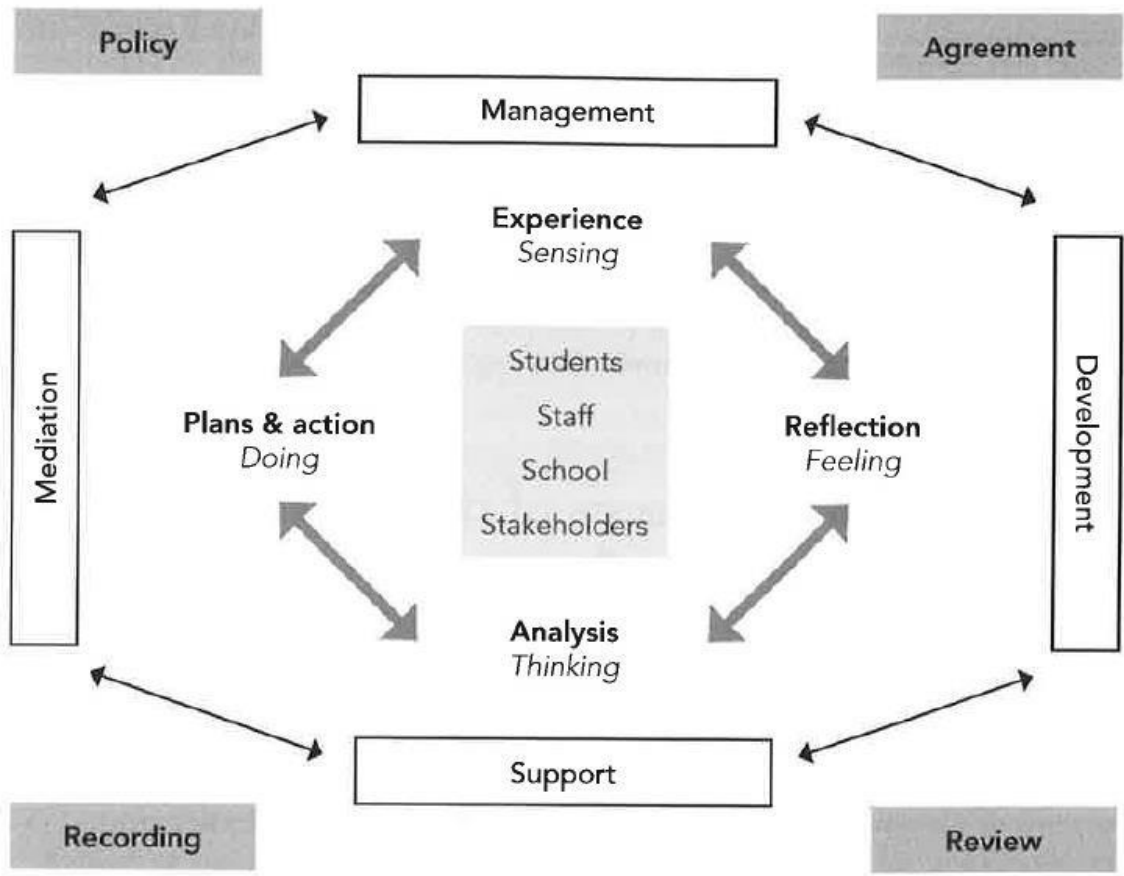 Policy
Agreement
Management
Experience
Sensing
Students
Staff
School
Stakeholders
Mediation
Plans & action
Doing
Reflection
Feeling
Development
Analysis
Thinking
Support
Recording
Review